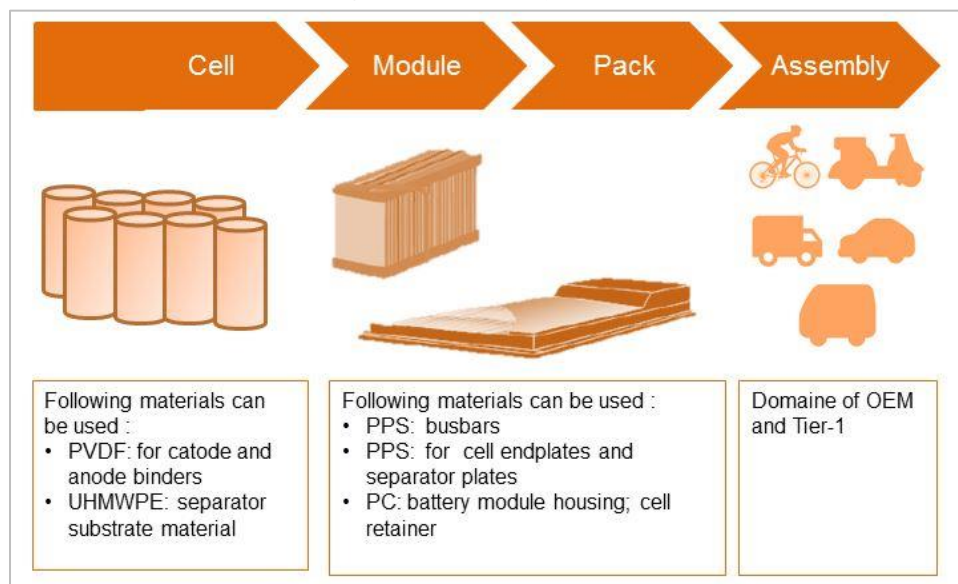 Cell
Module
Pack
Assembly
Following materials can
be used :
• PVDF: for catode and
anode binders
• UHMWPE: separator
substrate material
Following materials can be used :
• PPS: busbars
• PPS: for cell endplates and
separator plates
• PC: battery module housing; cell
retainer
Domaine of OEM
and Tier-1